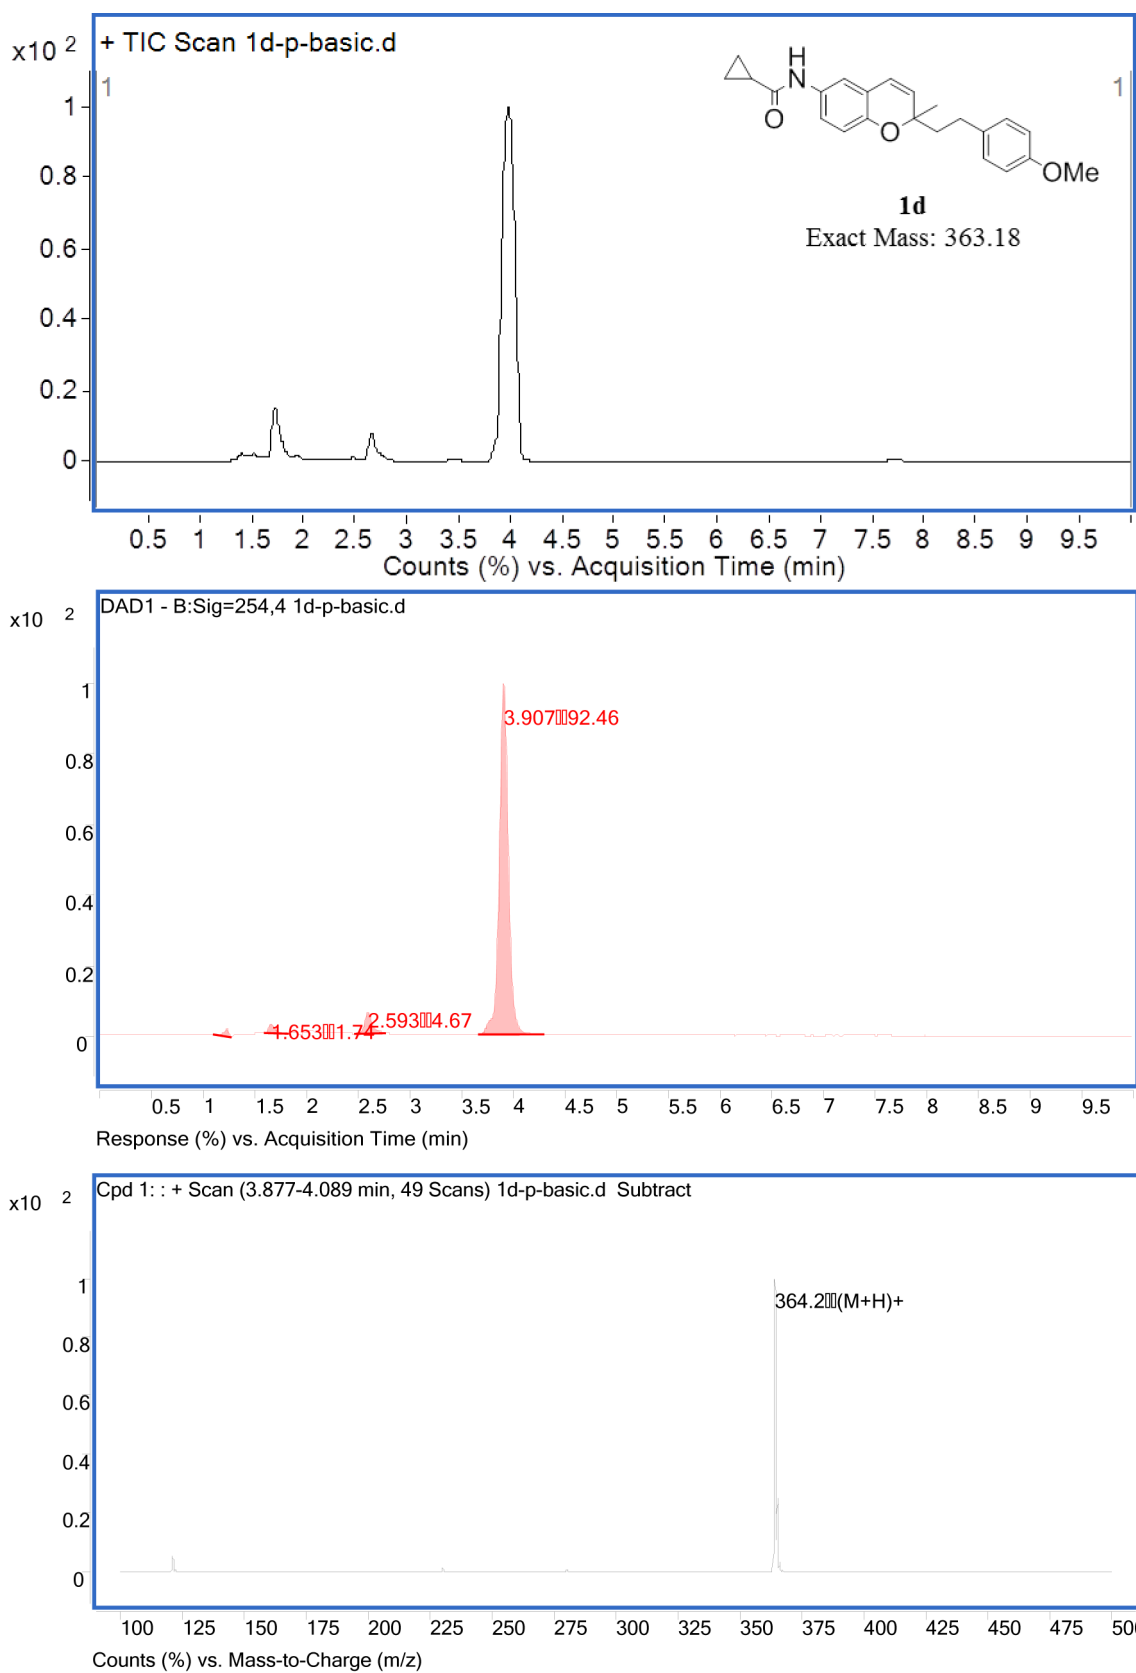 + TIC Scan 1d-p-basic.d
x10 2
1
1
1
0.8
0.6
0.4
0.2
0
H
N
O
O
OMe
1d
Exact Mass: 363.18
0.5 1 1.5 2 2.5 3 3.5 4 4.5 5 5.5 6 6.5 7 7.5 8 8.5 9 9.5
Counts (%) vs. Acquisition Time (min)
DAD1 - B:Sig=254,4 1d-p-basic.d
x10 2
1
0.8
0.6
0.4
0.2
0
3.907▯▯92.46
1.653▯▯1.74
2.593▯▯4.67
0.5 1 1.5 2 2.5 3 3.5 4 4.5 5 5.5 6 6.5 7 7.5 8 8.5 9 9.5
Response (%) vs. Acquisition Time (min)
Cpd 1: : + Scan (3.877-4.089 min, 49 Scans) 1d-p-basic.d Subtract
x10 2
1
0.8
0.6
0.4
0.2
0
364.2▯▯(M+H)+
100 125 150 175 200 225 250 275 300 325 350 375 400 425 450 475 500
Counts (%) vs. Mass-to-Charge (m/z)